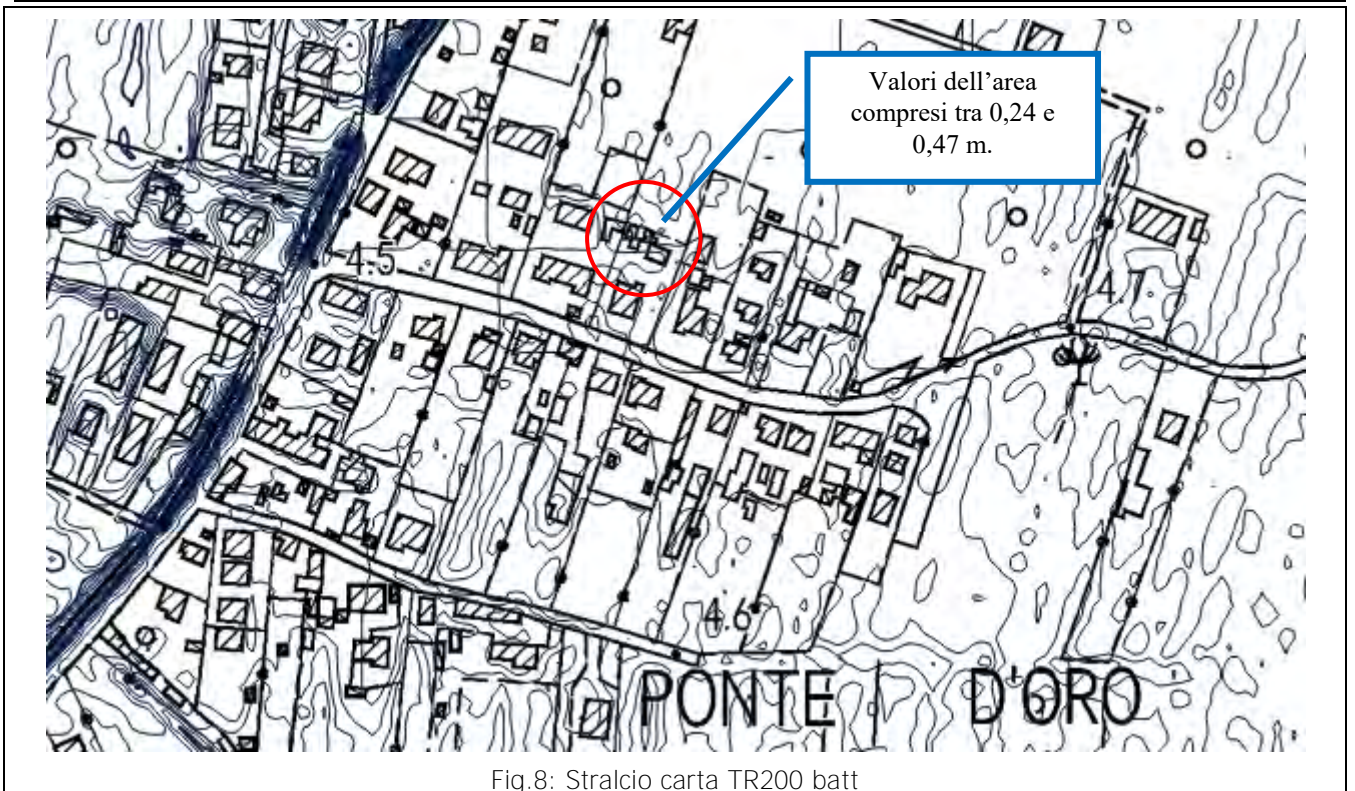 Valori dell’area
compresi tra 0,24 e
0,47 m.
4.5
4.1
4.6
PONTE D'ORO
Fig.8: Stralcio carta TR200 batt